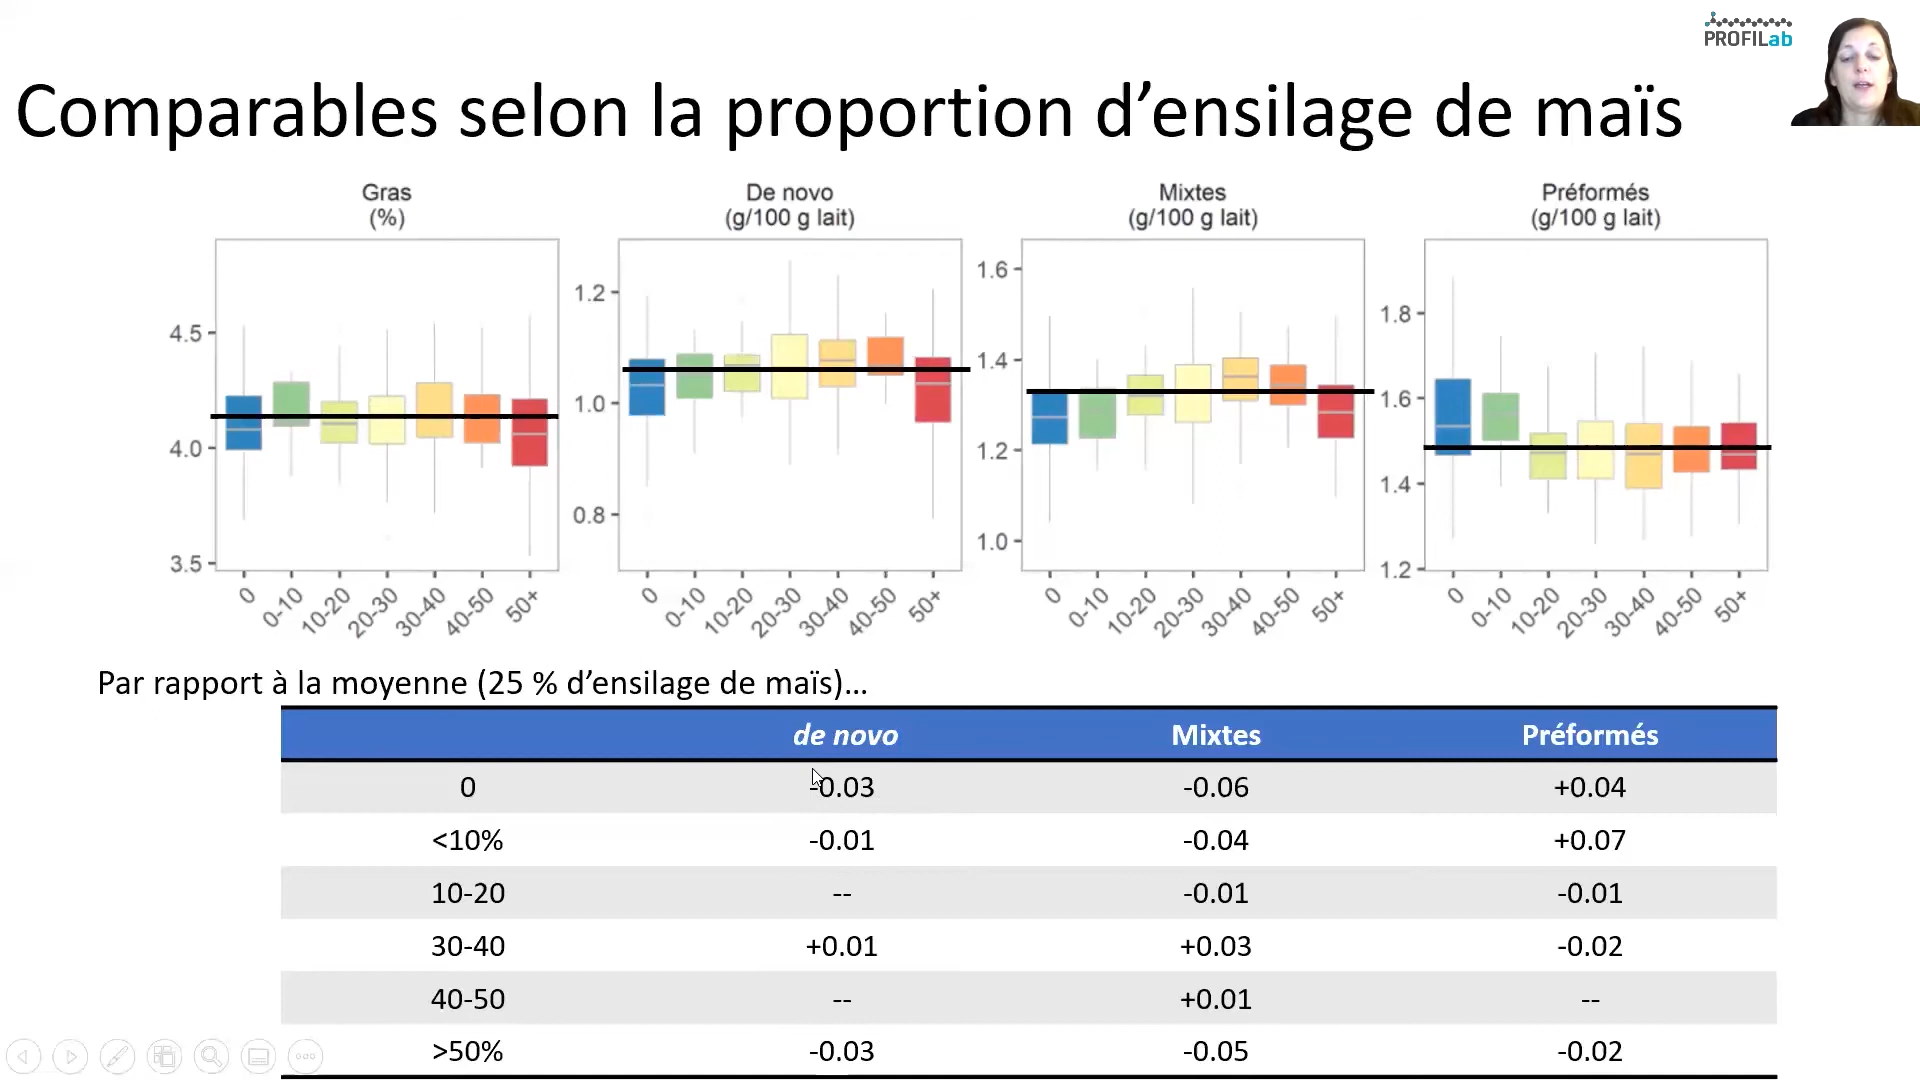 PROFILab
Comparables selon la proportion d’ensilage de maïs
Gras
(%)
De novo
(g/100 g lait)
Mixtes
(g/100 g lait)
Préformés
(g/100 g lait)
4.5
4.0
3.5
0
0-10
10-20
20-30
30-40
40-50
50+
1.2
1.0
0.8
0
0-10
10-20
20-30
30-40
40-50
50+
1.6
1.4
1.2
1.0
0
0-10
10-20
20-30
30-40
40-50
50+
1.8
1.6
1.4
1.2
0
0-10
10-20
20-30
30-40
40-50
50+
Par rapport à la moyenne (25 % d’ensilage de maïs)...
de novo Mixtes Préformés
0 -0.03 -0.06 +0.04
<10% -0.01 -0.04 +0.07
10-20 -- -0.01 -0.01
30-40 +0.01 +0.03 -0.02
40-50 -- +0.01 --
>50% -0.03 -0.05 -0.02